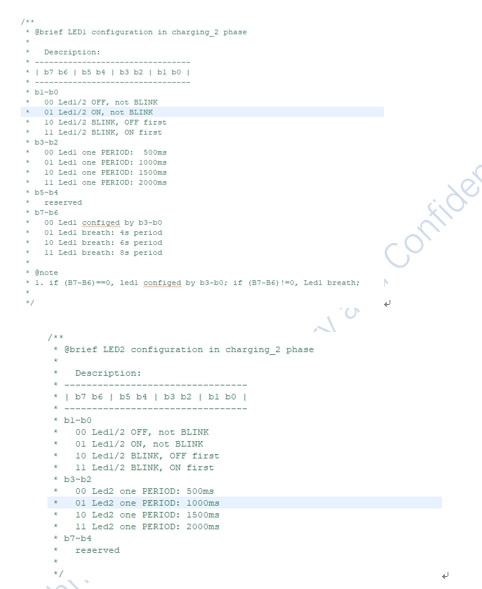 /**
* @brief LED1 configuration in charging_2 phase
*
*   Description:
* -------------------------------
* | b7 b6 | b5 b4 | b3 b2 | b1 b0 |
* -------------------------------
* b1~b0
*   00 Led1/2 OFF, not BLINK
*   01 Led1/2 ON, not BLINK
*   10 Led1/2 BLINK, OFF first
*   11 Led1/2 BLINK, ON first
* b3~b2
*   00 Led1 one PERIOD:  500ms
*   01 Led1 one PERIOD: 1000ms
*   10 Led1 one PERIOD: 1500ms
*   11 Led1 one PERIOD: 2000ms
* b5~b4
*   reserved
* b7~b6
*   00 Led1 configed by b3~b0
*   01 Led1 breath: 4s period
*   10 Led1 breath: 6s period
*   11 Led1 breath: 8s period
*
* @note
* 1. if (B7~B6)==0, led1 configed by b3~b0; if (B7~B6)!=0, Led1 breath;
*
*/
/**
* @brief LED2 configuration in charging_2 phase
*
*   Description:
* --------------------------------
* | b7 b6 | b5 b4 | b3 b2 | b1 b0 |
* --------------------------------
* b1~b0
*   00 Led1/2 OFF, not BLINK
*   01 Led1/2 ON, not BLINK
*   10 Led1/2 BLINK, OFF first
*   11 Led1/2 BLINK, ON first
* b3~b2
*   00 Led2 one PERIOD: 500ms
*   01 Led2 one PERIOD: 1000ms
*   10 Led2 one PERIOD: 1500ms
*   11 Led2 one PERIOD: 2000ms
* b7~b4
*   reserved
*
*/